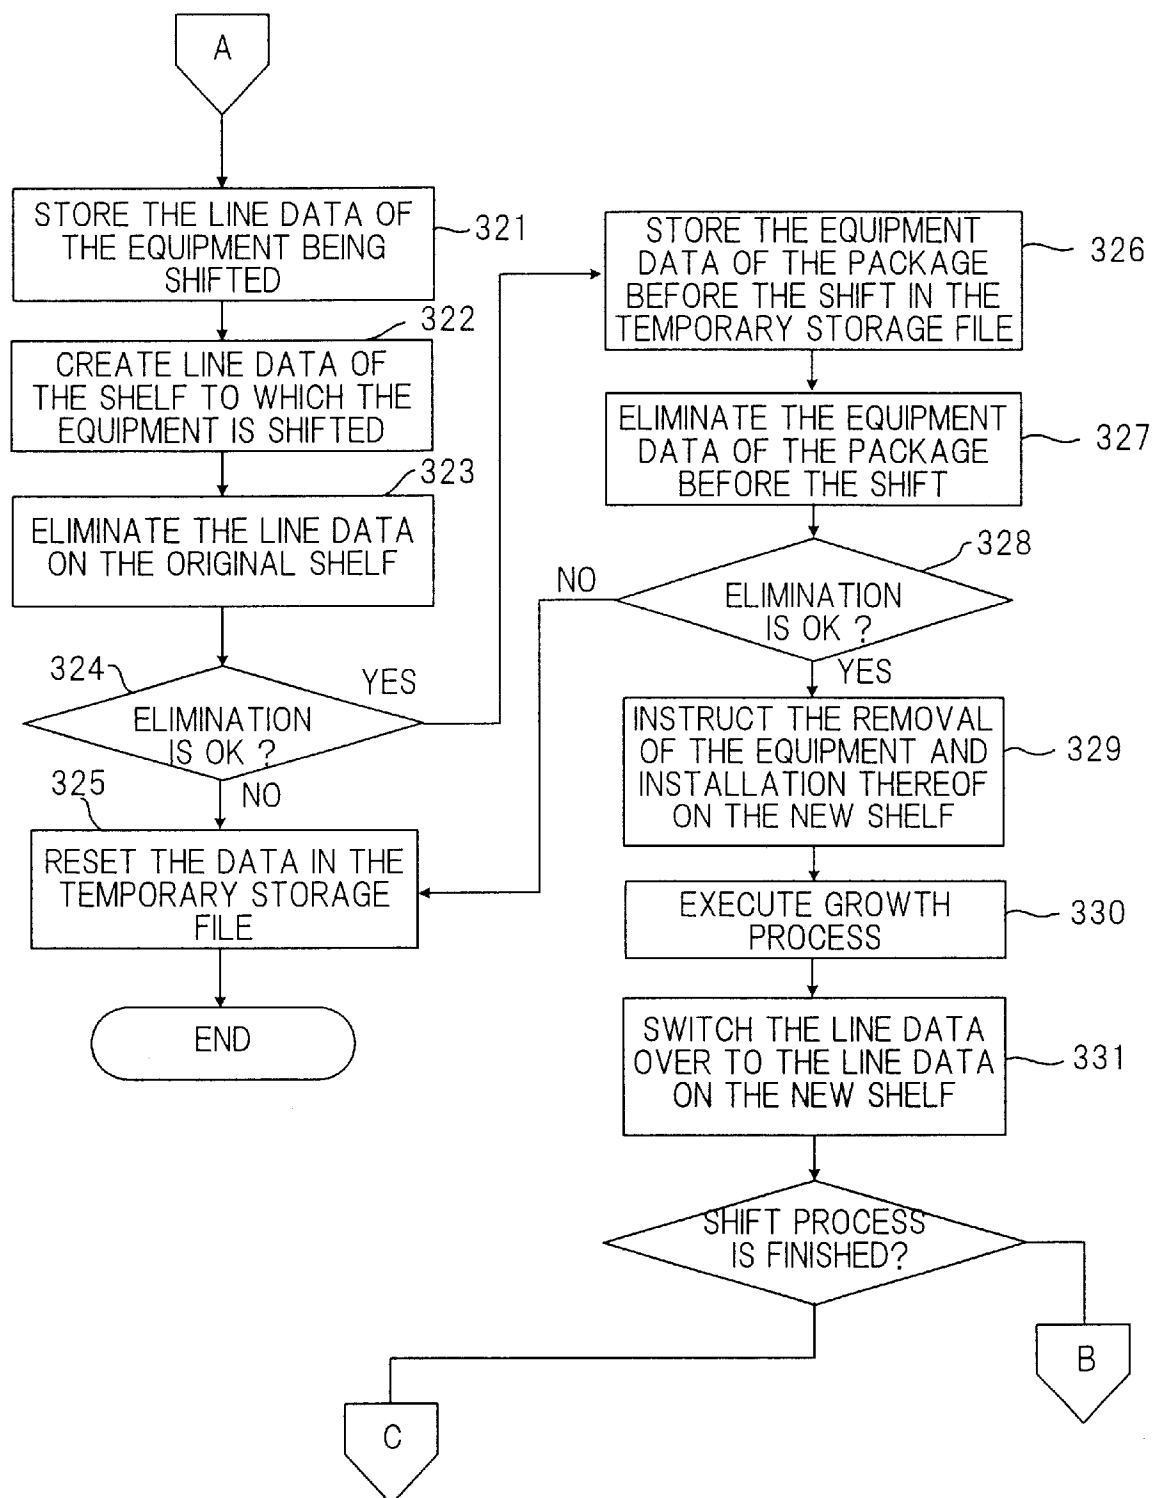 A
STORE THE LINE DATA OF
THE EQUIPMENT BEING
SHIFTED
321
322
CREATE LINE DATA OF
THE SHELF TO WHICH THE
EQUIPMENT IS SHIFTED
323
ELIMINATE THE LINE DATA
ON THE ORIGINAL SHELF
324
YES
ELIMINATION
IS OK ?
325
NO
RESET THE DATA IN THE
TEMPORARY STORAGE
FILE
END
STORE THE EQUIPMENT
DATA OF THE PACKAGE
BEFORE THE SHIFT IN THE
TEMPORARY STORAGE FILE
326
ELIMINATE THE EQUIPMENT
DATA OF THE PACKAGE
BEFORE THE SHIFT
327
328
NO
ELIMINATION
IS OK ?
YES
INSTRUCT THE REMOVAL
OF THE EQUIPMENT AND
INSTALLATION THEREOF
ON THE NEW SHELF
329
EXECUTE GROWTH
PROCESS
330
SWITCH THE LINE DATA
OVER TO THE LINE DATA
ON THE NEW SHELF
331
SHIFT PROCESS
IS FINISHED?
B
C